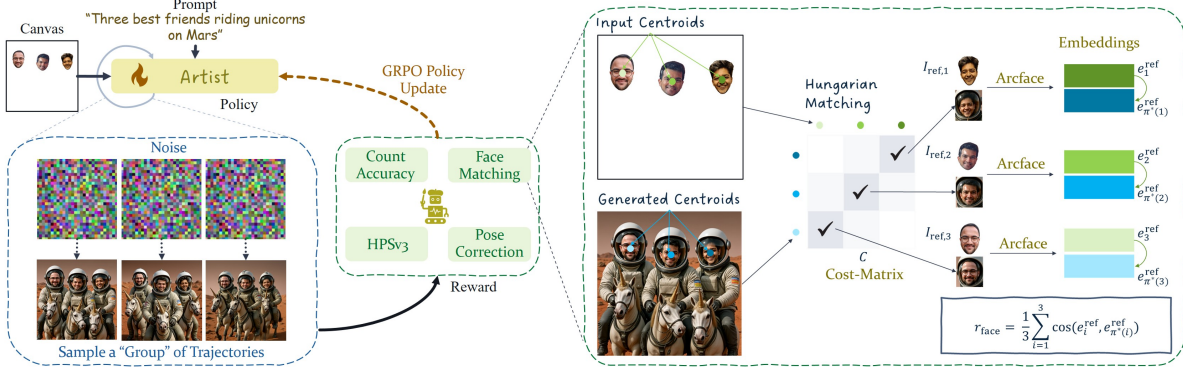 Prompt
"Three best friends riding unicorns
on Mars"
Canvas
Artist
Policy
GRPO Policy
Update
Noise
Sample a "Group" of Trajectories
Count
Accuracy
Face
Matching
HPSv3
Pose
Correction
Reward
Input Centroids
Generated Centroids
Hungarian
Matching
C
Cost-Matrix
Embeddings
I_ref,1
Arcface
e_1^ref
e_π*(1)^ref
I_ref,2
Arcface
e_2^ref
e_π*(2)^ref
I_ref,3
Arcface
e_3^ref
e_π*(3)^ref
r_face = 1/3 ∑_{i=1}^{3} cos(e_i^ref, e_π*(i)^ref)